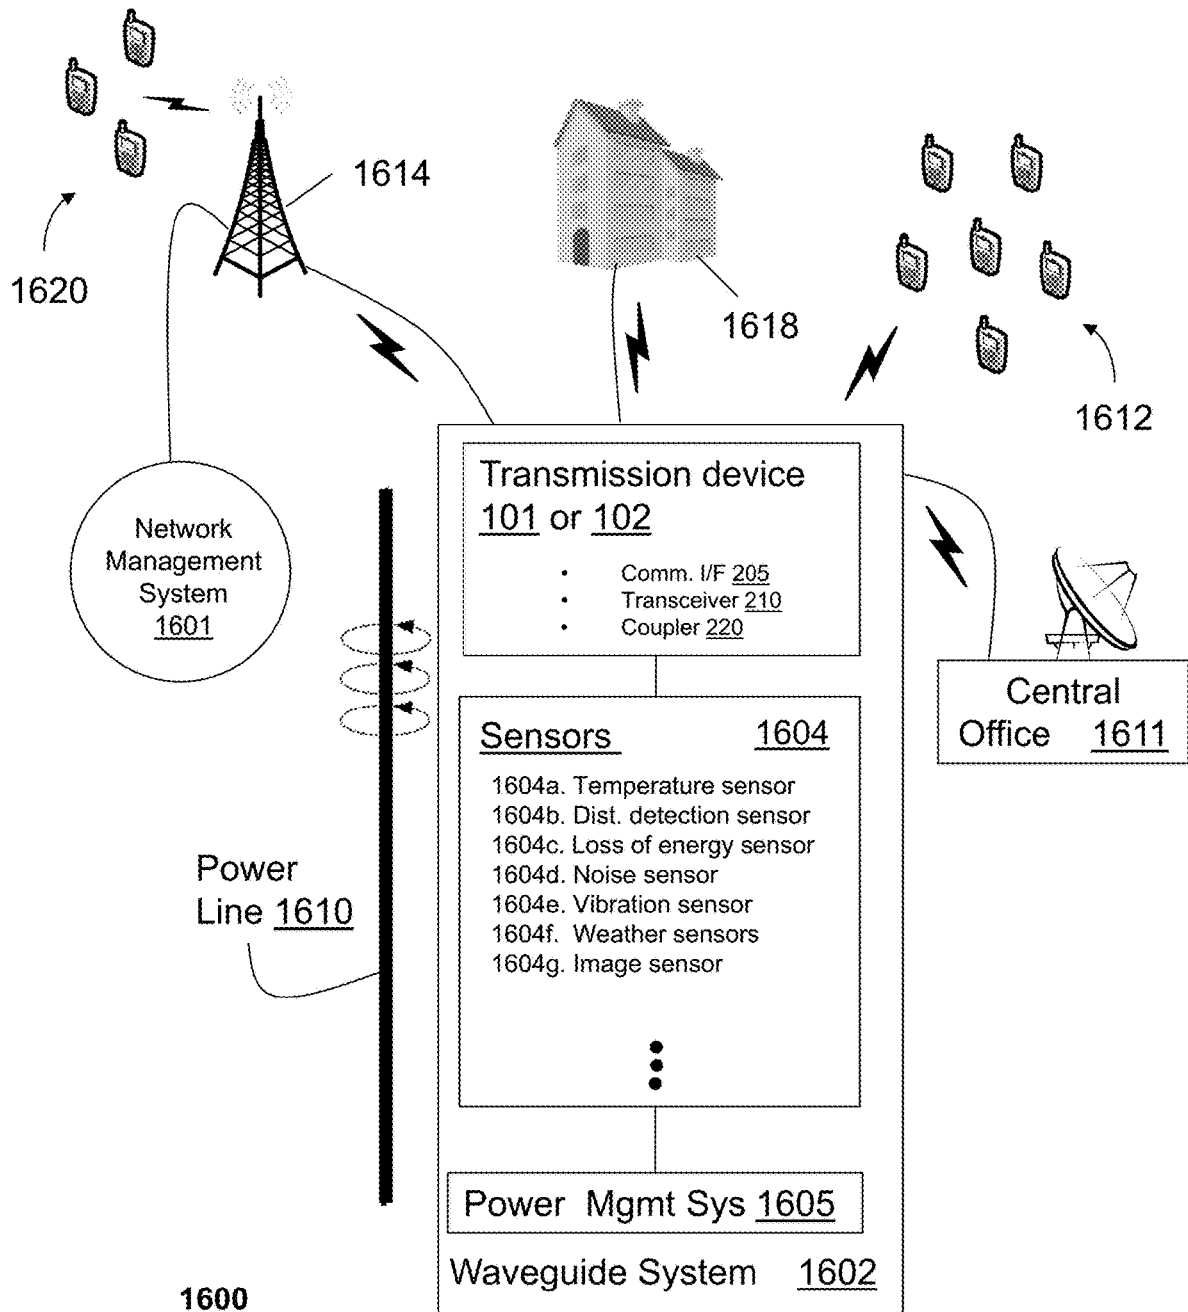 1614
1620
1618
1612
Transmission device
101 or 102
• Comm. I/F 205
• Transceiver 210
• Coupler 220
Network
Management
System
1601
Central
Office 1611
Sensors 1604
1604a. Temperature sensor
1604b. Dist. detection sensor
1604c. Loss of energy sensor
1604d. Noise sensor
1604e. Vibration sensor
1604f. Weather sensors
1604g. Image sensor
Power
Line 1610
Power Mgmt Sys 1605
Waveguide System 1602
1600